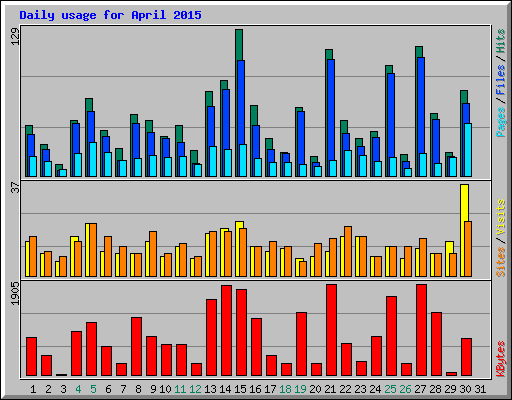 Daily usage for April 2015
129
Pages / Files / Hits
37
Sites / Visits
1905
KBytes
1 2 3 4 5 6 7 8 9 10 11 12 13 14 15 16 17 18 19 20 21 22 23 24 25 26 27 28 29 30 31